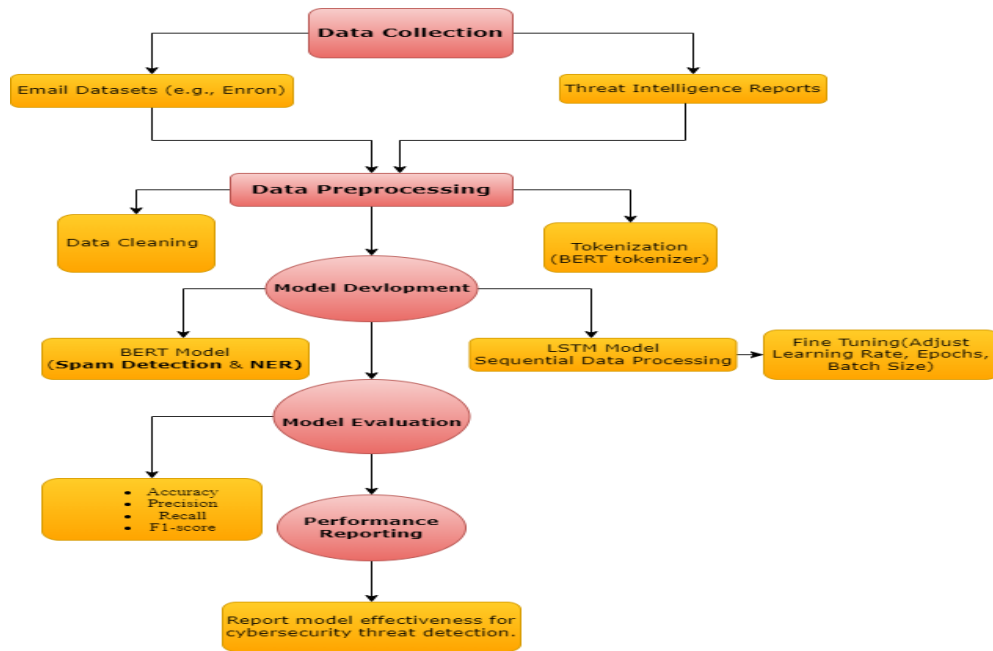 Data Collection
Email Datasets (e.g., Enron)
Threat Intelligence Reports
Data Preprocessing
Data Cleaning
Tokenization
(BERT tokenizer)
Model Devlopment
BERT Model
(Spam Detection & NER)
LSTM Model
Sequential Data Processing
Fine Tuning(Adjust
Learning Rate, Epochs,
Batch Size)
Model Evaluation
• Accuracy
• Precision
• Recall
• F1-score
Performance
Reporting
Report model effectiveness for
cybersecurity threat detection.